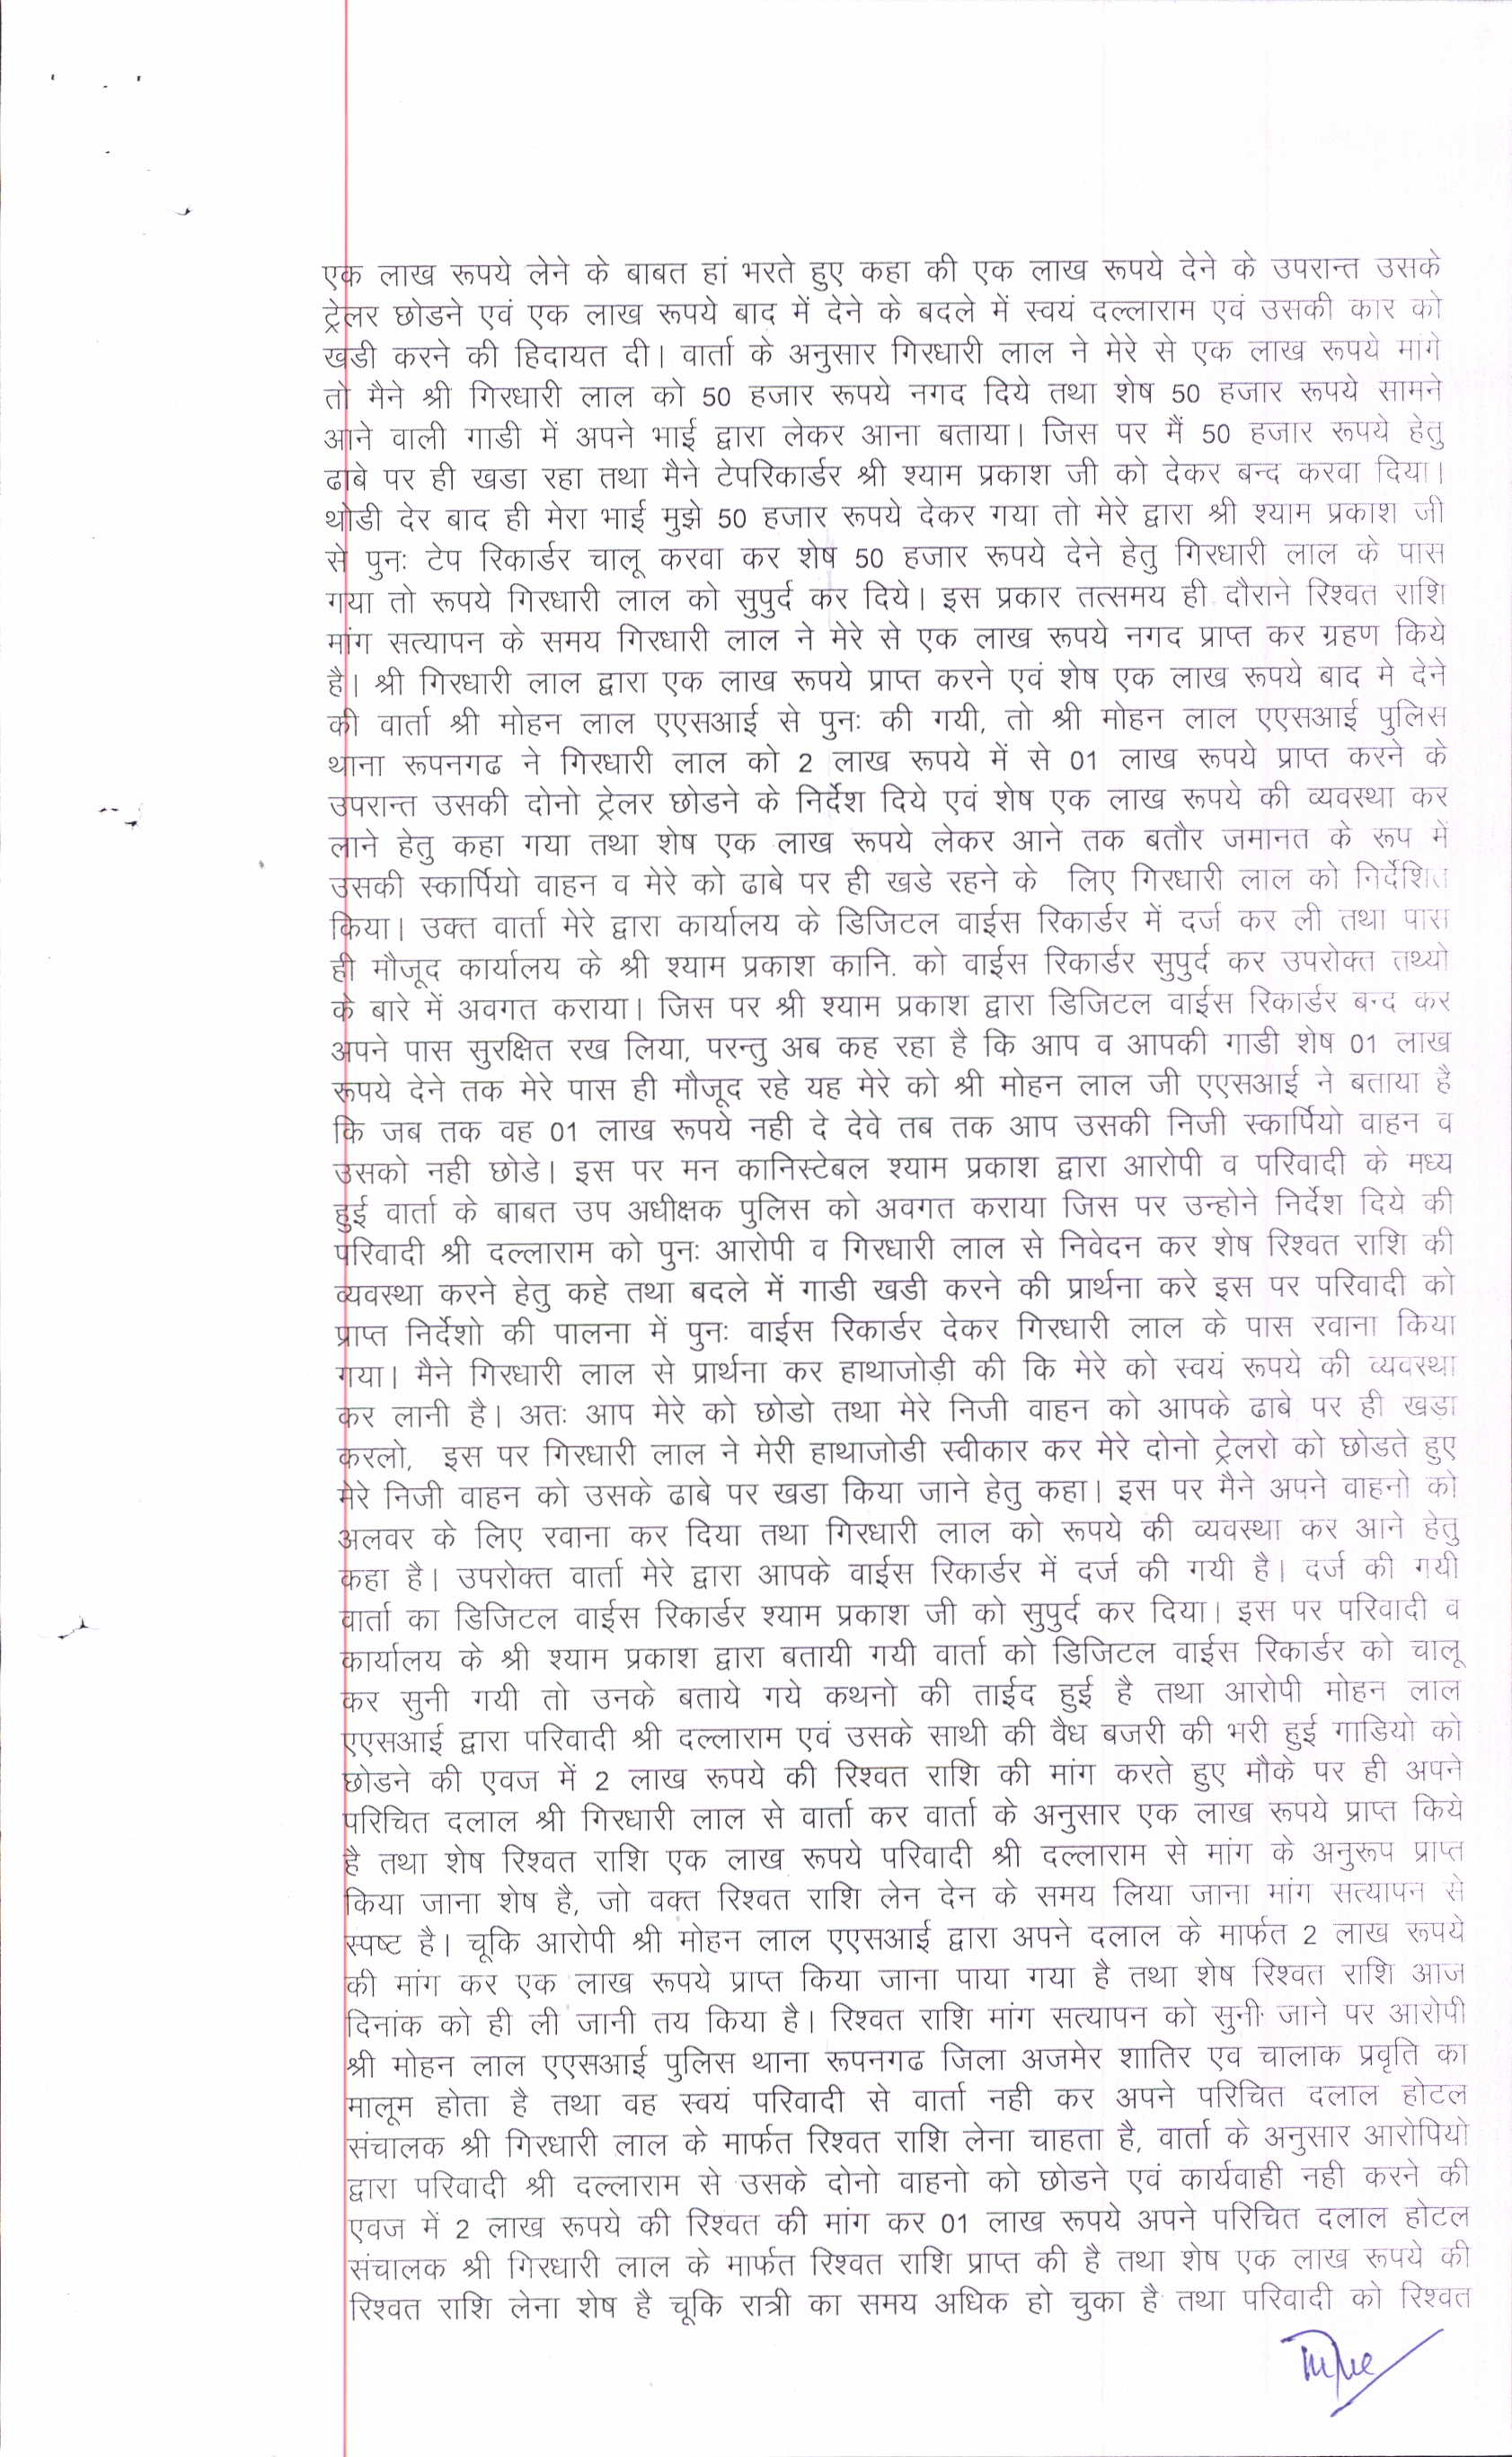 एक लाख रूपये लेने के बाबत हां भरते हुए कहा की एक लाख रूपये देने के उपरान्त उसके
ट्रेलर छोडने एवं एक लाख रूपये बाद में देने के बदले में स्वयं दल्लाराम एवं उसकी कार को
खडी करने की हिदायत दी। वार्ता के अनुसार गिरधारी लाल ने मेरे से एक लाख रूपये मांगे
तो मैने श्री गिरधारी लाल को 50 हजार रूपये नगद दिये तथा शेष 50 हजार रूपये सामने
आने वाली गाडी में अपने भाई द्वारा लेकर आना बताया। जिस पर मैं 50 हजार रूपये हेतु
ढाबे पर ही खडा रहा तथा मैने टेपरिकार्डर श्री श्याम प्रकाश जी को देकर बन्द करवा दिया।
थोडी देर बाद ही मेरा भाई मुझे 50 हजार रूपये देकर गया तो मेरे द्वारा श्री श्याम प्रकाश जी
से पुनः टेप रिकार्डर चालू करवा कर शेष 50 हजार रूपये देने हेतु गिरधारी लाल के पास
गया तो रूपये गिरधारी लाल को सुपुर्द कर दिये। इस प्रकार तत्समय ही दौराने रिश्वत राशि
मांग सत्यापन के समय गिरधारी लाल ने मेरे से एक लाख रूपये नगद प्राप्त कर ग्रहण किये
है। श्री गिरधारी लाल द्वारा एक लाख रूपये प्राप्त करने एवं शेष एक लाख रूपये बाद मे देने
की वार्ता श्री मोहन लाल एएसआई से पुनः की गयी, तो श्री मोहन लाल एएसआई पुलिस
थाना रूपनगढ ने गिरधारी लाल को 2 लाख रूपये में से 01 लाख रूपये प्राप्त करने के
उपरान्त उसकी दोनो ट्रेलर छोडने के निर्देश दिये एवं शेष एक लाख रूपये की व्यवस्था कर
लाने हेतु कहा गया तथा शेष एक लाख रूपये लेकर आने तक बतौर जमानत के रूप में
उसकी स्कार्पियो वाहन व मेरे को ढाबे पर ही खडे रहने के लिए गिरधारी लाल को निर्देशित
किया। उक्त वार्ता मेरे द्वारा कार्यालय के डिजिटल वाईस रिकार्डर में दर्ज कर ली तथा पास
ही मौजूद कार्यालय के श्री श्याम प्रकाश कानि. को वाईस रिकार्डर सुपुर्द कर उपरोक्त तथ्यो
के बारे में अवगत कराया। जिस पर श्री श्याम प्रकाश द्वारा डिजिटल वाईस रिकार्डर बन्द कर
अपने पास सुरक्षित रख लिया, परन्तु अब कह रहा है कि आप व आपकी गाडी शेष 01 लाख
रूपये देने तक मेरे पास ही मौजूद रहे यह मेरे को श्री मोहन लाल जी एएसआई ने बताया है
कि जब तक वह 01 लाख रूपये नही दे देवे तब तक आप उसकी निजी स्कार्पियो वाहन व
उसको नही छोडे। इस पर मन कानिस्टेबल श्याम प्रकाश द्वारा आरोपी व परिवादी के मध्य
हुई वार्ता के बाबत उप अधीक्षक पुलिस को अवगत कराया जिस पर उन्होने निर्देश दिये की
परिवादी श्री दल्लाराम को पुनः आरोपी व गिरधारी लाल से निवेदन कर शेष रिश्वत राशि की
व्यवस्था करने हेतु कहे तथा बदले में गाडी खडी करने की प्रार्थना करे इस पर परिवादी को
प्राप्त निर्देशो की पालना में पुनः वाईस रिकार्डर देकर गिरधारी लाल के पास रवाना किया
गया। मैने गिरधारी लाल से प्रार्थना कर हाथाजोड़ी की कि मेरे को स्वयं रूपये की व्यवस्था
कर लानी है। अतः आप मेरे को छोडो तथा मेरे निजी वाहन को आपके ढाबे पर ही खडा
करलो, इस पर गिरधारी लाल ने मेरी हाथाजोडी स्वीकार कर मेरे दोनो ट्रेलरो को छोडते हुए
मेरे निजी वाहन को उसके ढाबे पर खडा किया जाने हेतु कहा। इस पर मैने अपने वाहनो को
अलवर के लिए रवाना कर दिया तथा गिरधारी लाल को रूपये की व्यवस्था कर आने हेतु
कहा है। उपरोक्त वार्ता मेरे द्वारा आपके वाईस रिकार्डर में दर्ज की गयी है। दर्ज की गयी
वार्ता का डिजिटल वाईस रिकार्डर श्याम प्रकाश जी को सुपुर्द कर दिया। इस पर परिवादी व
कार्यालय के श्री श्याम प्रकाश द्वारा बतायी गयी वार्ता को डिजिटल वाईस रिकार्डर को चालू
कर सुनी गयी तो उनके बताये गये कथनो की ताईद हुई है तथा आरोपी मोहन लाल
एएसआई द्वारा परिवादी श्री दल्लाराम एवं उसके साथी की वैध बजरी की भरी हुई गाडियो को
छोडने की एवज में 2 लाख रूपये की रिश्वत राशि की मांग करते हुए मौके पर ही अपने
परिचित दलाल श्री गिरधारी लाल से वार्ता कर वार्ता के अनुसार एक लाख रूपये प्राप्त किये
है तथा शेष रिश्वत राशि एक लाख रूपये परिवादी श्री दल्लाराम से मांग के अनुरूप प्राप्त
किया जाना शेष है, जो वक्त रिश्वत राशि लेन देन के समय लिया जाना मांग सत्यापन से
स्पष्ट है। चूकि आरोपी श्री मोहन लाल एएसआई द्वारा अपने दलाल के मार्फत 2 लाख रूपये
की मांग कर एक लाख रूपये प्राप्त किया जाना पाया गया है तथा शेष रिश्वत राशि आज
दिनांक को ही ली जानी तय किया है। रिश्वत राशि मांग सत्यापन को सुनी जाने पर आरोपी
श्री मोहन लाल एएसआई पुलिस थाना रूपनगढ जिला अजमेर शातिर एव चालाक प्रवृति का
मालूम होता है तथा वह स्वयं परिवादी से वार्ता नही कर अपने परिचित दलाल होटल
संचालक श्री गिरधारी लाल के मार्फत रिश्वत राशि लेना चाहता है, वार्ता के अनुसार आरोपियो
द्वारा परिवादी श्री दल्लाराम से उसके दोनो वाहनो को छोडने एवं कार्यवाही नही करने की
एवज में 2 लाख रूपये की रिश्वत की मांग कर 01 लाख रूपये अपने परिचित दलाल होटल
संचालक श्री गिरधारी लाल के मार्फत रिश्वत राशि प्राप्त की है तथा शेष एक लाख रूपये की
रिश्वत राशि लेना शेष है चूकि रात्री का समय अधिक हो चुका है तथा परिवादी को रिश्वत